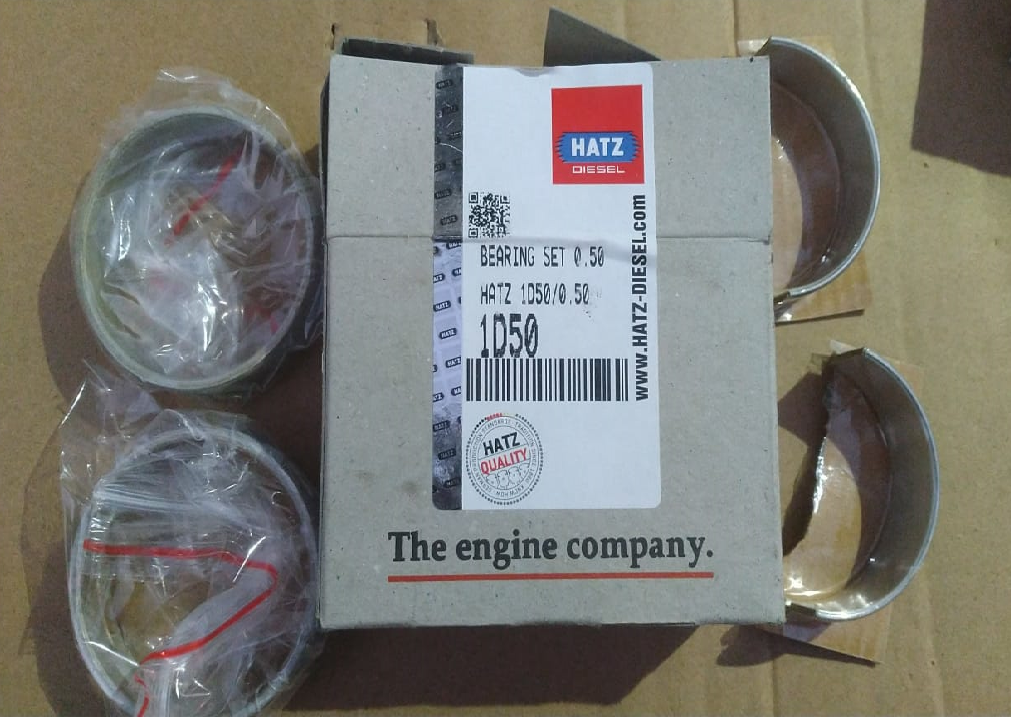 HATZ
DIESEL
BEARING SET 0.50
HATZ 1D50/0.50
1D50
www.HATZ-DIESEL.com
HATZ
QUALITY
The engine company.